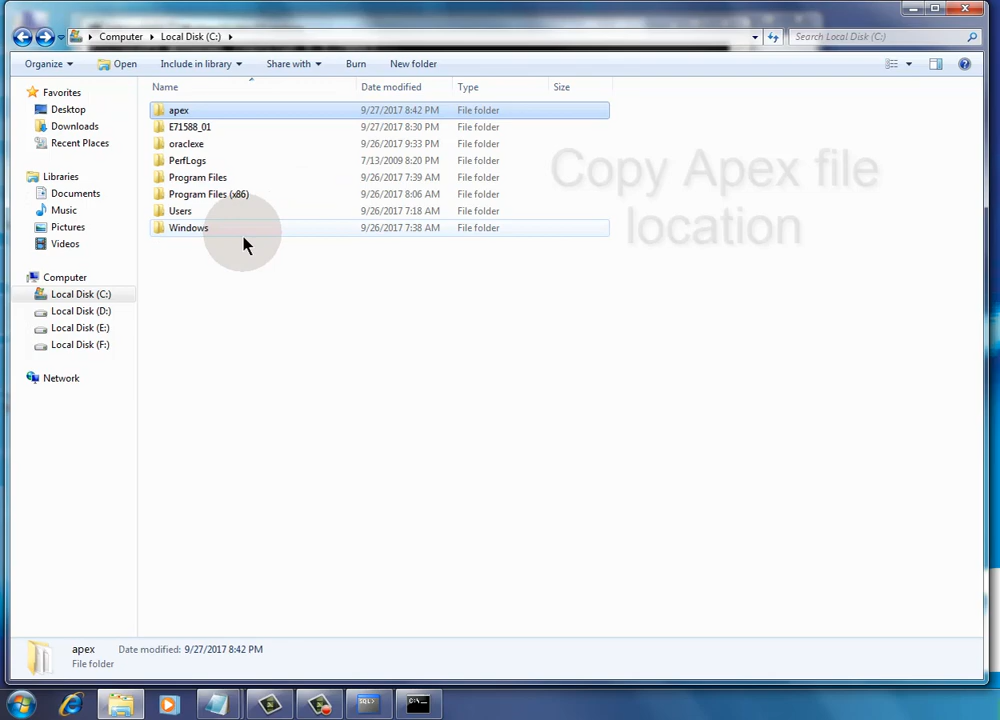 Computer Local Disk (C:)
Search Local Disk (C:)
Organize Open Include in library Share with Burn New folder
Name Date modified Type Size
Favorites
Desktop
Downloads
Recent Places
Libraries
Documents
Music
Pictures
Videos
Computer
Local Disk (C:)
Local Disk (D:)
Local Disk (E:)
Local Disk (F:)
Network
apex 9/27/2017 8:42 PM File folder
E71588_01 9/27/2017 8:30 PM File folder
oraclexe 9/26/2017 9:33 PM File folder
PerfLogs 7/13/2009 8:20 PM File folder
Program Files 9/26/2017 7:39 AM File folder
Program Files (x86) 9/26/2017 8:06 AM File folder
Users 9/26/2017 7:18 AM File folder
Windows 9/26/2017 7:38 AM File folder
Copy Apex file
location
apex Date modified: 9/27/2017 8:42 PM
File folder
SQL>
C:\